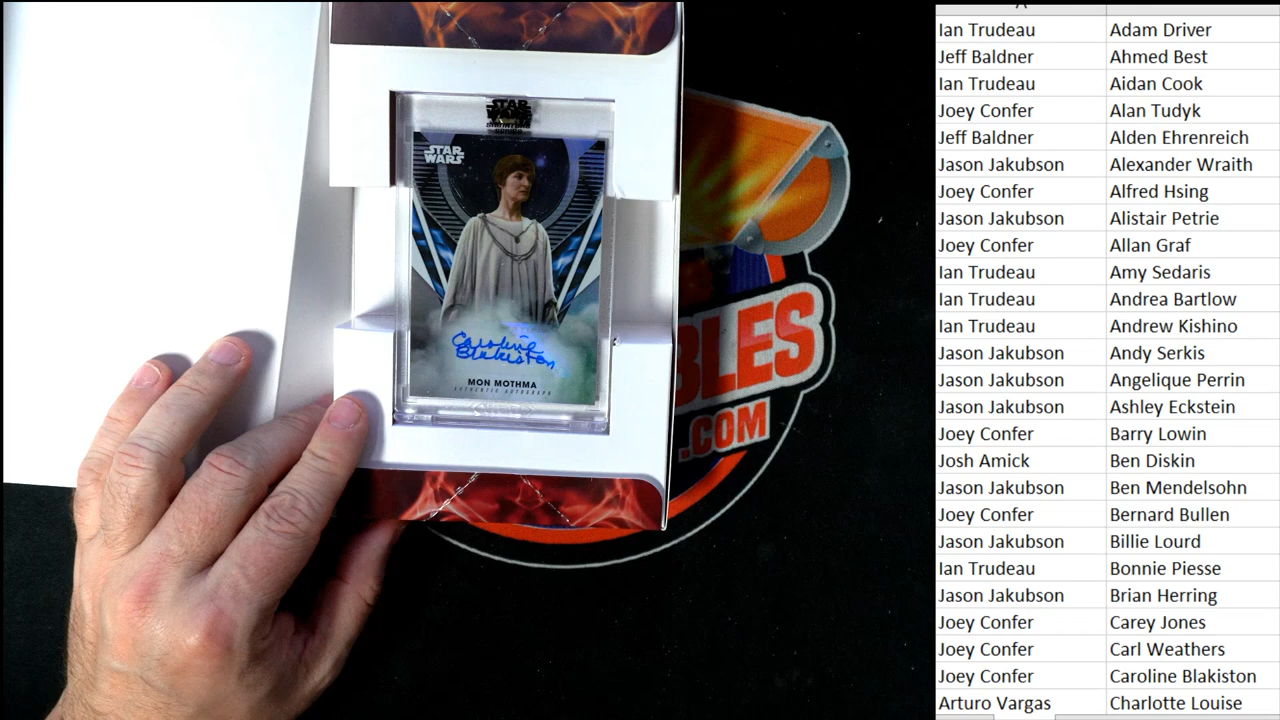 STAR
WARS
STAR
WARS
Caroline
Blakiston
MON MOTHMA
AUTHENTIC AUTOGRAPH
BLES
.COM
Ian Trudeau Adam Driver
Jeff Baldner Ahmed Best
Ian Trudeau Aidan Cook
Joey Confer Alan Tudyk
Jeff Baldner Alden Ehrenreich
Jason Jakubson Alexander Wraith
Joey Confer Alfred Hsing
Jason Jakubson Alistair Petrie
Joey Confer Allan Graf
Ian Trudeau Amy Sedaris
Ian Trudeau Andrea Bartlow
Ian Trudeau Andrew Kishino
Jason Jakubson Andy Serkis
Jason Jakubson Angelique Perrin
Jason Jakubson Ashley Eckstein
Joey Confer Barry Lowin
Josh Amick Ben Diskin
Jason Jakubson Ben Mendelsohn
Joey Confer Bernard Bullen
Jason Jakubson Billie Lourd
Ian Trudeau Bonnie Piesse
Jason Jakubson Brian Herring
Joey Confer Carey Jones
Joey Confer Carl Weathers
Joey Confer Caroline Blakiston
Arturo Vargas Charlotte Louise